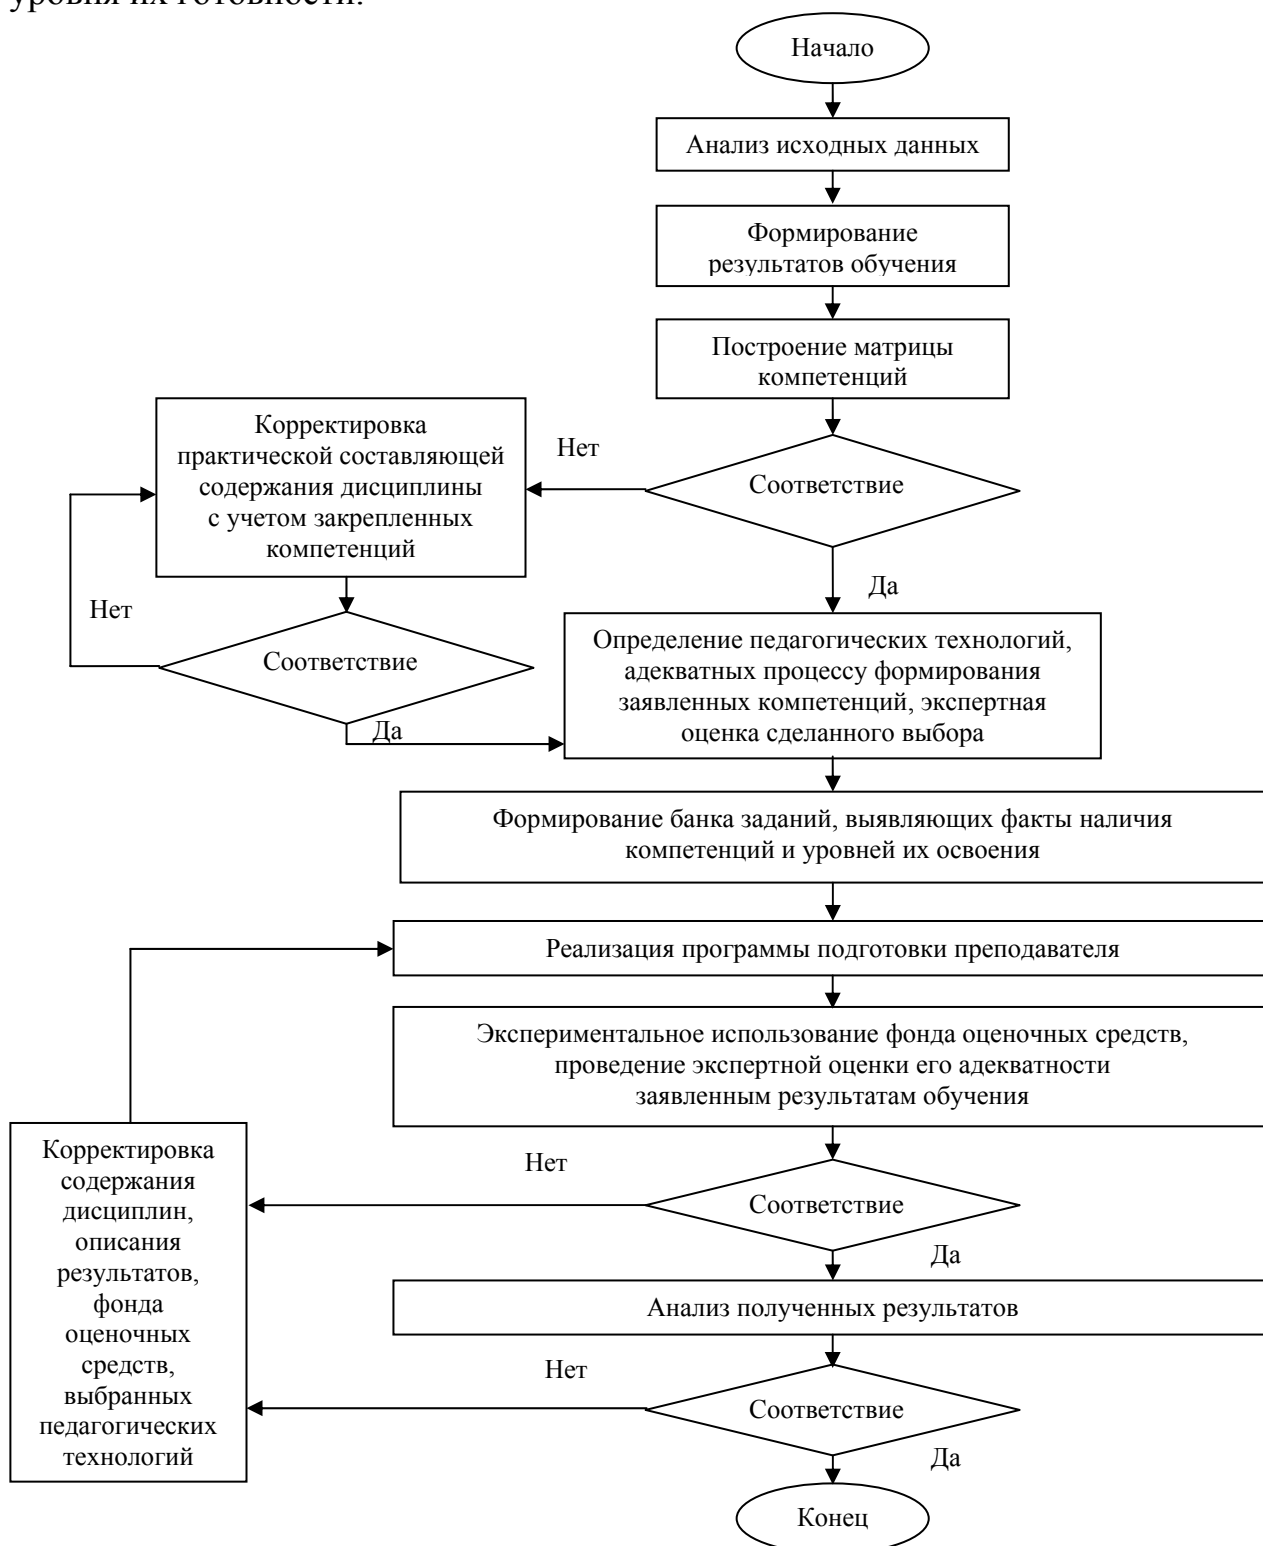 уровня их готовности.
Начало
Анализ исходных данных
Формирование
результатов обучения
Построение матрицы
компетенций
Корректировка
практической составляющей
содержания дисциплины
с учетом закрепленных
компетенций
Нет
Соответствие
Да
Нет
Соответствие
Да
Определение педагогических технологий,
адекватных процессу формирования
заявленных компетенций, экспертная
оценка сделанного выбора
Формирование банка заданий, выявляющих факты наличия
компетенций и уровней их освоения
Реализация программы подготовки преподавателя
Экспериментальное использование фонда оценочных средств,
проведение экспертной оценки его адекватности
заявленным результатам обучения
Корректировка
содержания
дисциплин,
описания
результатов,
фонда
оценочных
средств,
выбранных
педагогических
технологий
Нет
Соответствие
Да
Анализ полученных результатов
Нет
Соответствие
Да
Конец